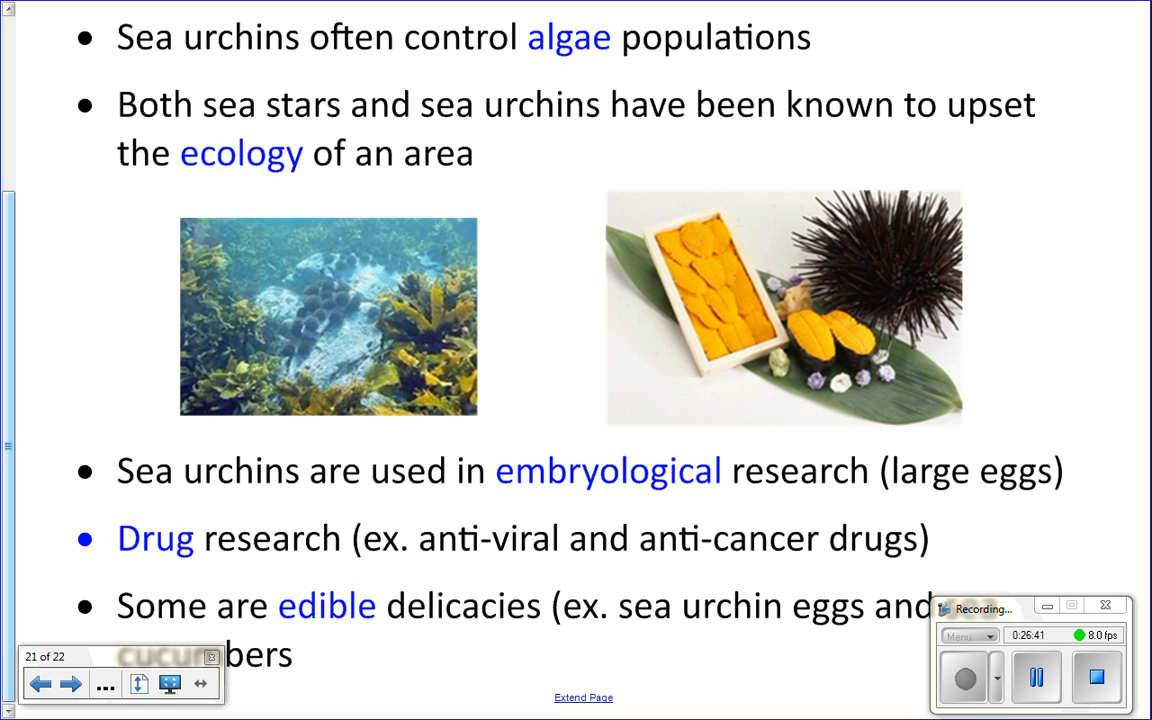 Sea urchins often control algae populations
Both sea stars and sea urchins have been known to upset
the ecology of an area
Sea urchins are used in embryological research (large eggs)
Drug research (ex. anti-viral and anti-cancer drugs)
Some are edible delicacies (ex. sea urchin eggs and sea
cucumbers
Recording...
Menu
0:26:41
8.0 fps
21 of 22
...
Extend Page